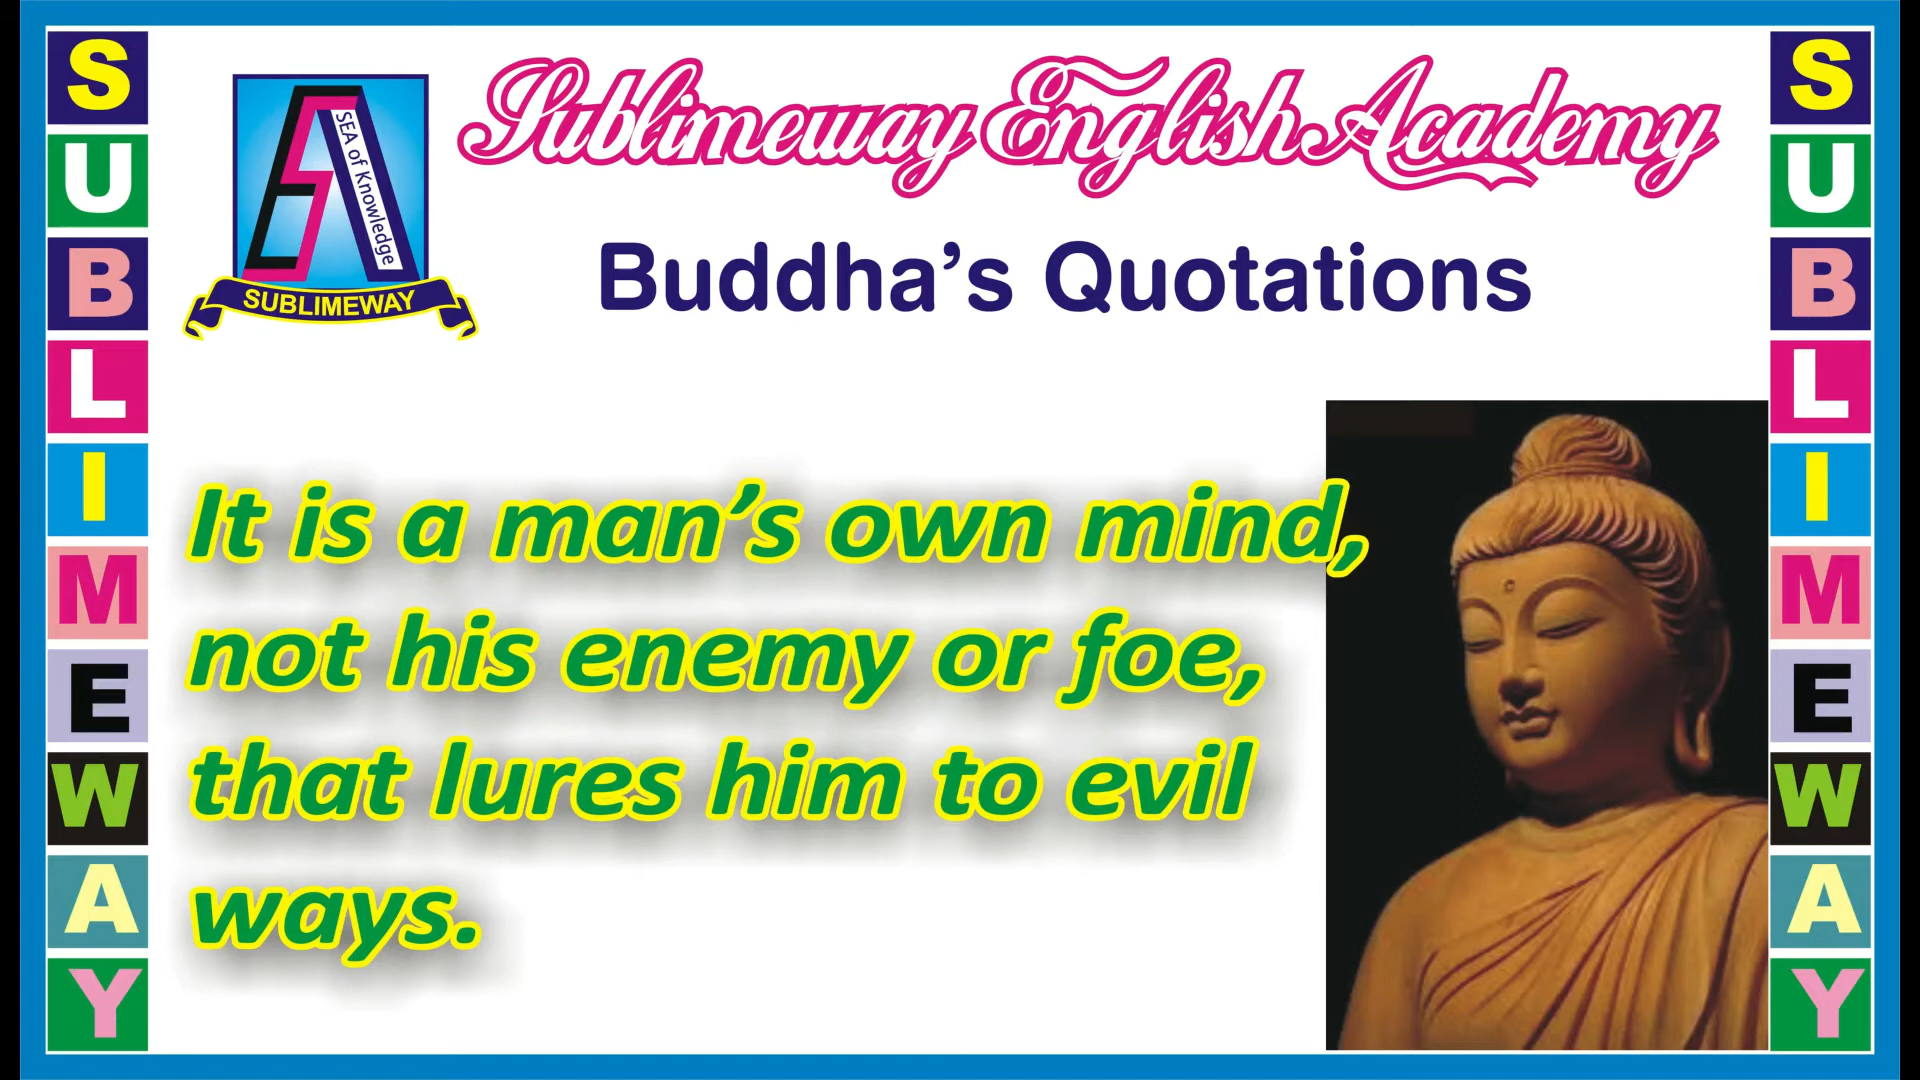 S
U
B
L
I
M
E
W
A
Y
SEA of Knowledge
SUBLIMEWAY
Sublimeway English Academy
Buddha’s Quotations
It is a man’s own mind,
not his enemy or foe,
that lures him to evil
ways.
S
U
B
L
I
M
E
W
A
Y